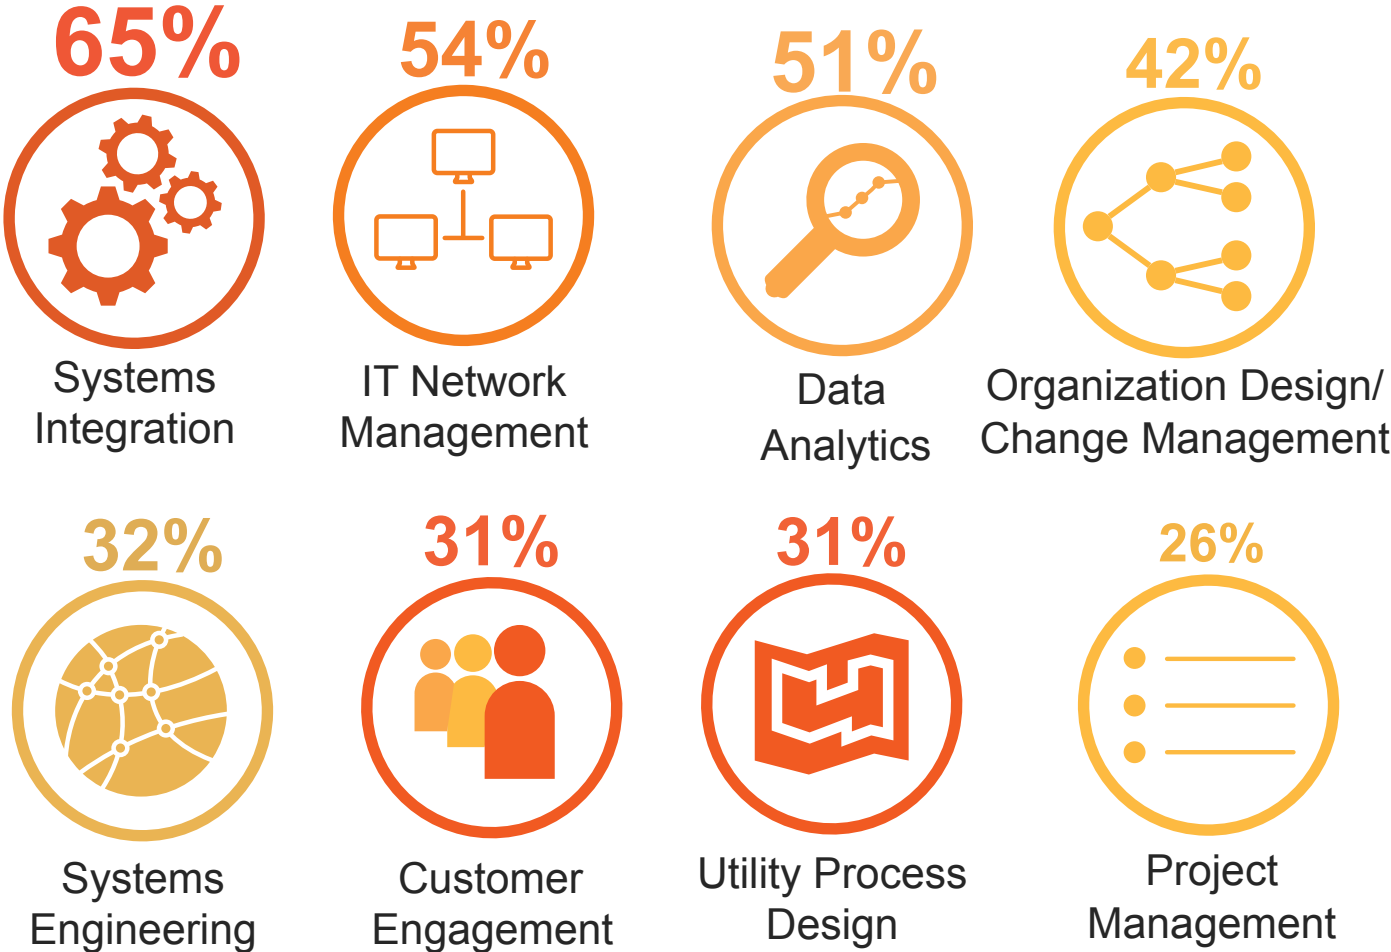 65%
Systems
Integration
54%
IT Network
Management
51%
Data
Analytics
42%
Organization Design/
Change Management
32%
Systems
Engineering
31%
Customer
Engagement
31%
Utility Process
Design
26%
Project
Management